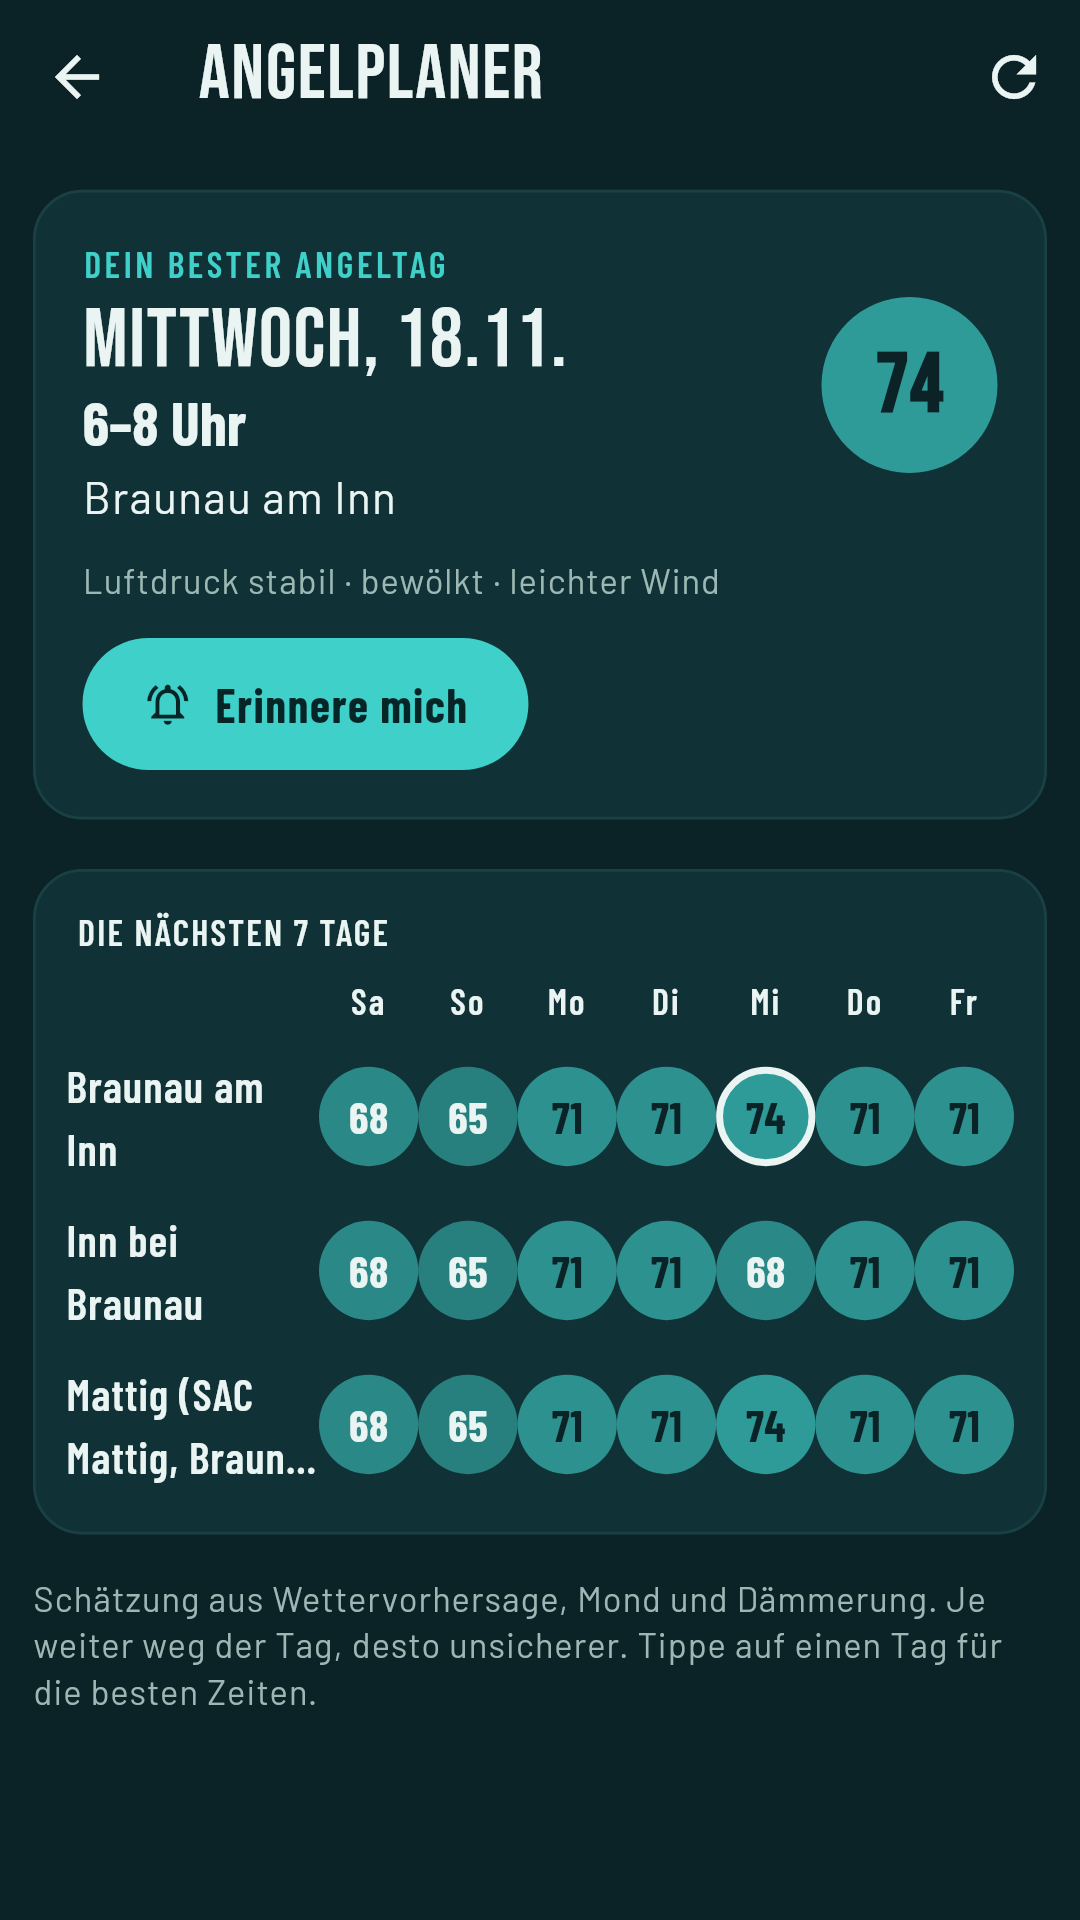 ANGELPLANER
DEIN BESTER ANGELTAG
MITTWOCH, 18.11.
74
6–8 Uhr
Braunau am Inn
Luftdruck stabil · bewölkt · leichter Wind
Erinnere mich
DIE NÄCHSTEN 7 TAGE
Sa So Mo Di Mi Do Fr
Braunau am
Inn
68 65 71 71 74 71 71
Inn bei
Braunau
68 65 71 71 68 71 71
Mattig (SAC
Mattig, Braun...
68 65 71 71 74 71 71
Schätzung aus Wettervorhersage, Mond und Dämmerung. Je
weiter weg der Tag, desto unsicherer. Tippe auf einen Tag für
die besten Zeiten.